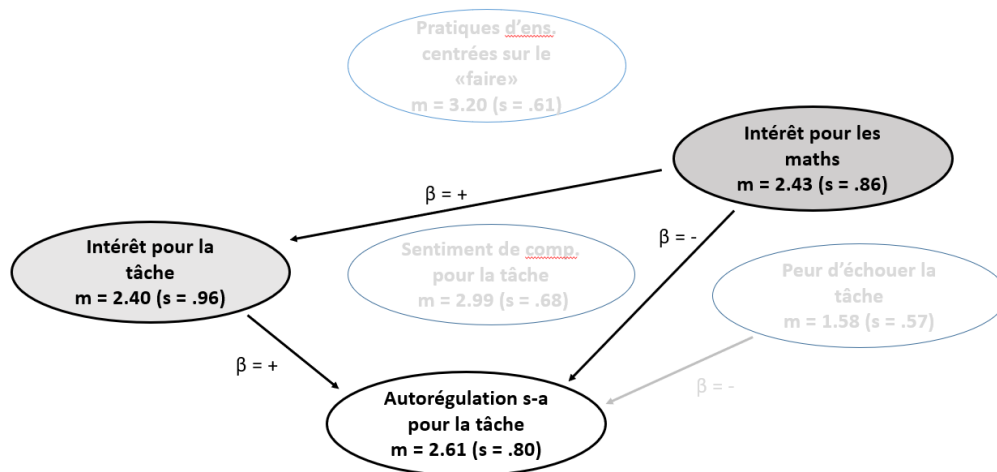 Pratiques d'ens.
centrées sur le
«faire»
m = 3.20 (s = .61)
Intérêt pour les
maths
m = 2.43 (s = .86)
β = +
β = -
Intérêt pour la
tâche
m = 2.40 (s = .96)
Sentiment de comp.
pour la tâche
m = 2.99 (s = .68)
Peur d'échouer la
tâche
m = 1.58 (s = .57)
β = +
β = -
Autorégulation s-a
pour la tâche
m = 2.61 (s = .80)